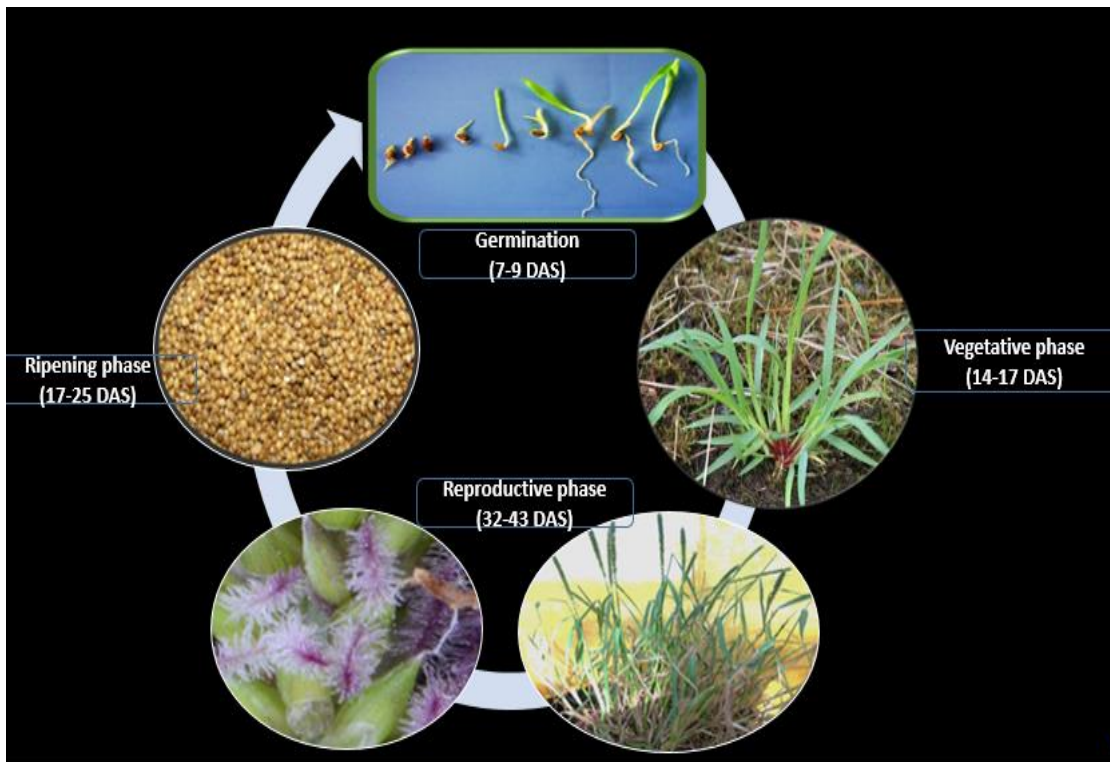 Germination
(7-9 DAS)
Vegetative phase
(14-17 DAS)
Ripening phase
(17-25 DAS)
Reproductive phase
(32-43 DAS)